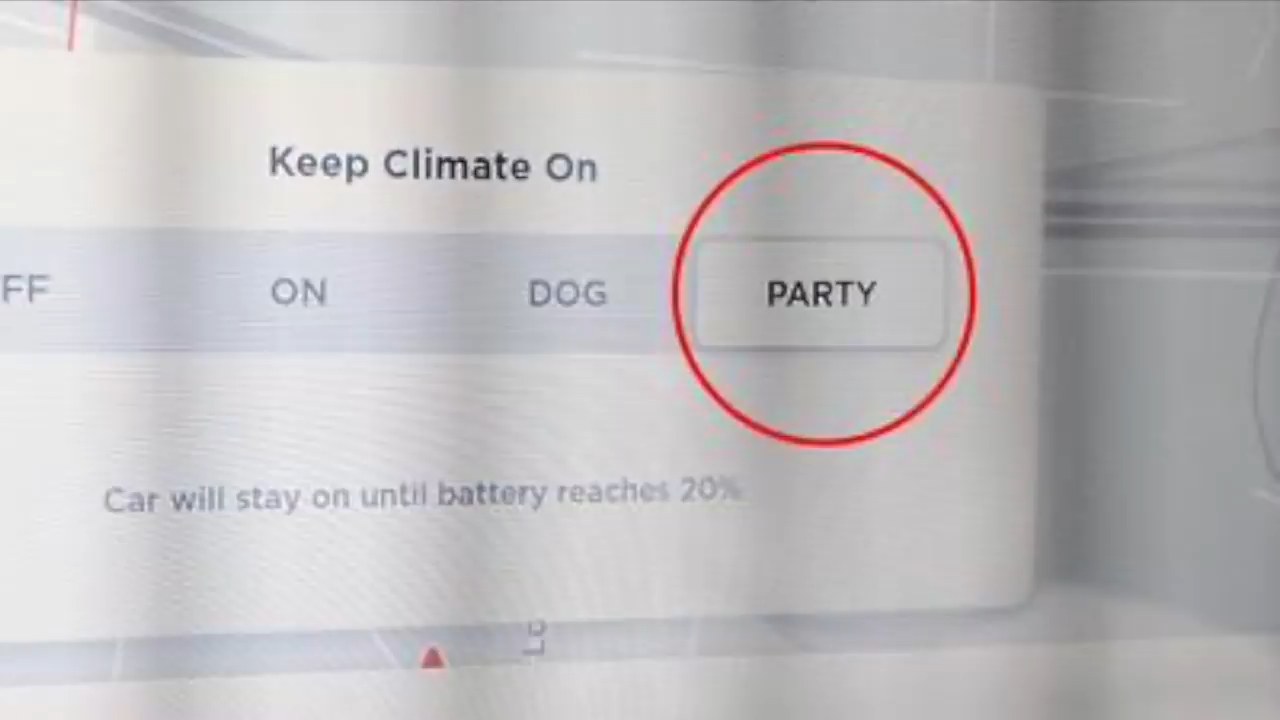 Keep Climate On
FF ON DOG PARTY
Car will stay on until battery reaches 20%